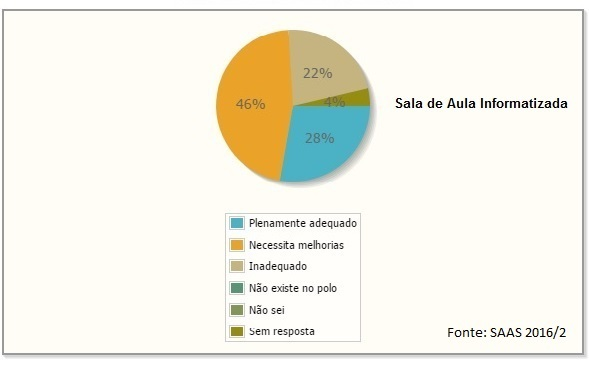 22%
46%
4%
Sala de Aula Informatizada
28%
Plenamente adequado
Necessita melhorias
Inadequado
Não existe no polo
Não sei
Sem resposta
Fonte: SAAS 2016/2